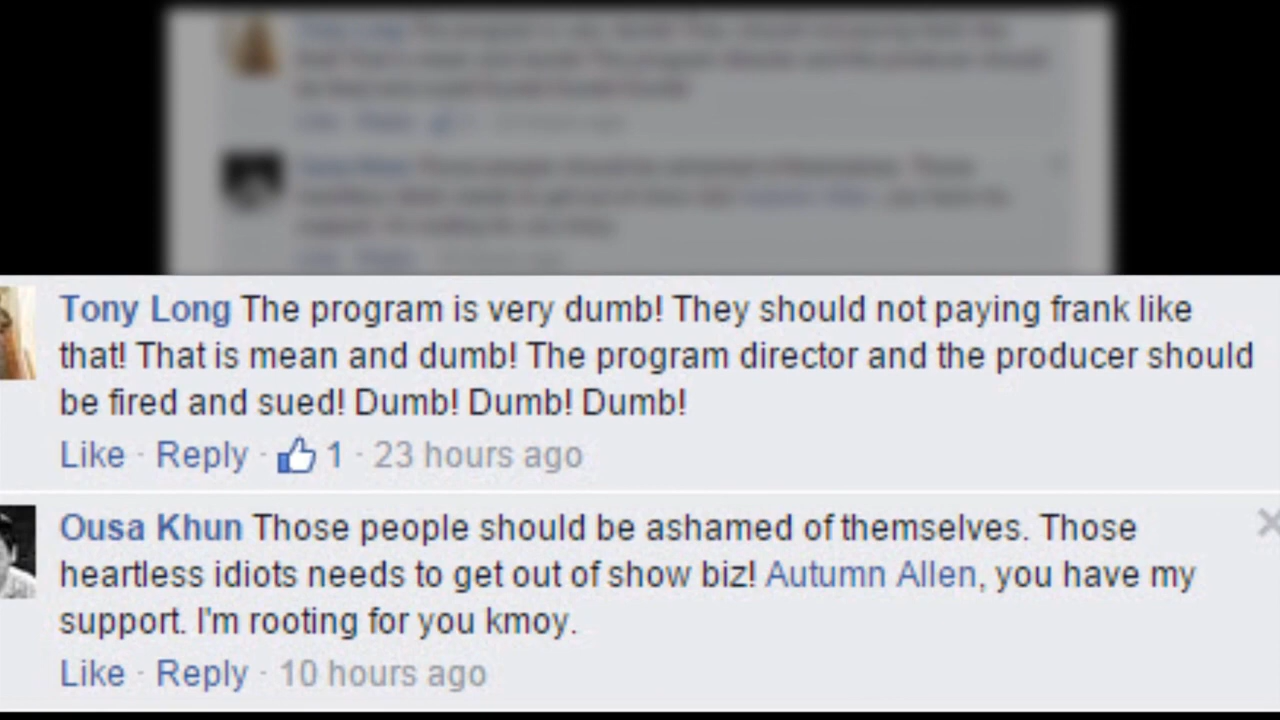 Tony Long The program is very dumb! They should not paying frank like
that! That is mean and dumb! The program director and the producer should
be fired and sued! Dumb! Dumb! Dumb!
Like · Reply · 1 · 23 hours ago
Ousa Khun Those people should be ashamed of themselves. Those
heartless idiots needs to get out of show biz! Autumn Allen, you have my
support. I'm rooting for you kmoy.
Like · Reply · 10 hours ago